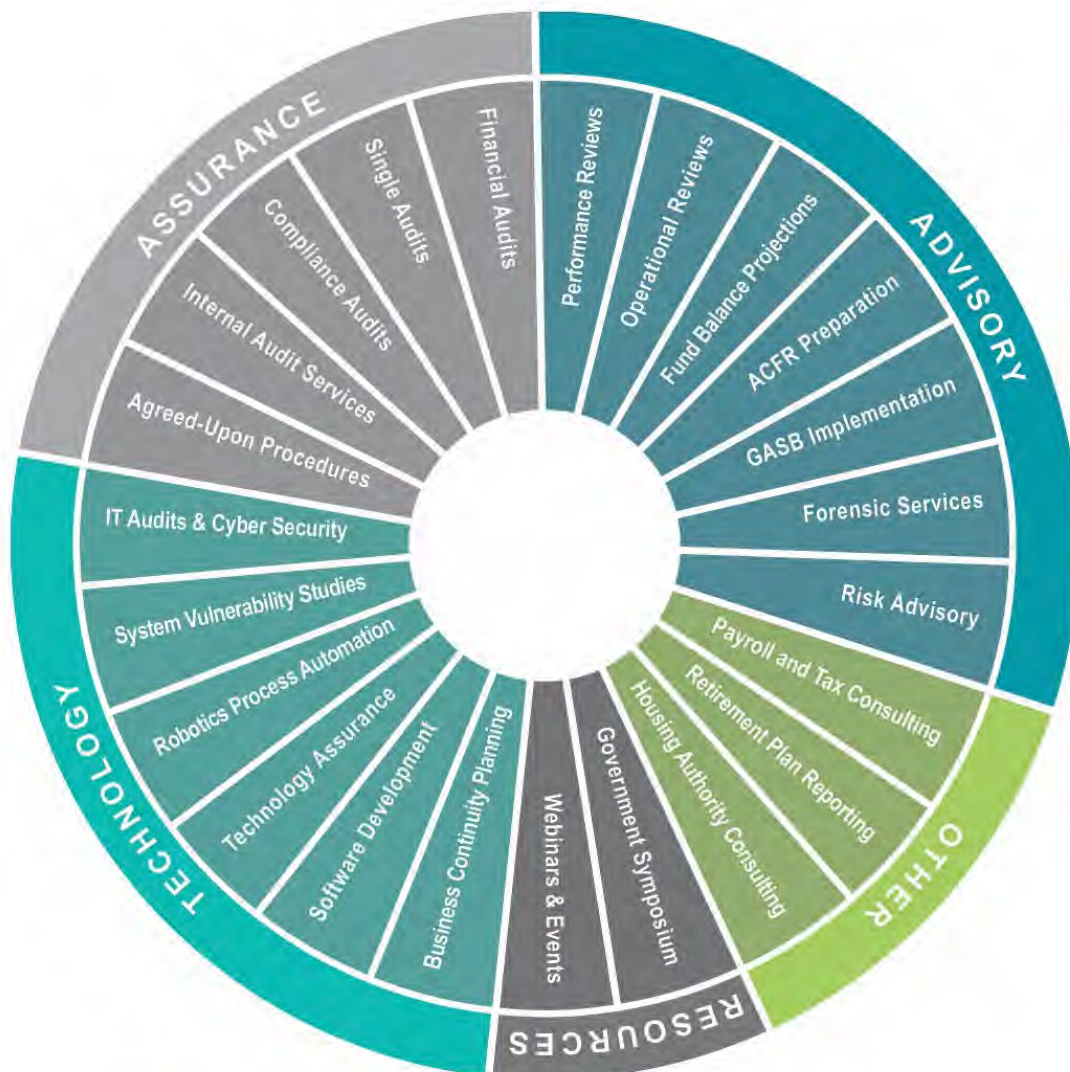 ASSURANCE
Financial Audits
Single Audits
Compliance Audits
Internal Audit Services
Agreed-Upon Procedures
ADVISORY
Performance Reviews
Operational Reviews
Fund Balance Projections
ACFR Preparation
GASB Implementation
Forensic Services
Risk Advisory
OTHER
Payroll and Tax Consulting
Retirement Plan Reporting
Housing Authority Consulting
RESOURCES
Government Symposium
Webinars & Events
TECHNOLOGY
IT Audits & Cyber Security
System Vulnerability Studies
Robotics Process Automation
Technology Assurance
Software Development
Business Continuity Planning